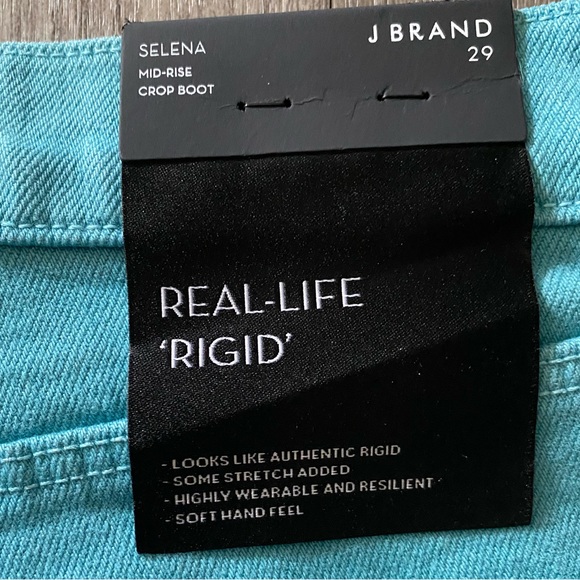 SELENA
MID-RISE
CROP BOOT
J BRAND
29
REAL-LIFE
‘RIGID’
- LOOKS LIKE AUTHENTIC RIGID
- SOME STRETCH ADDED
- HIGHLY WEARABLE AND RESILIENT
- SOFT HAND FEEL